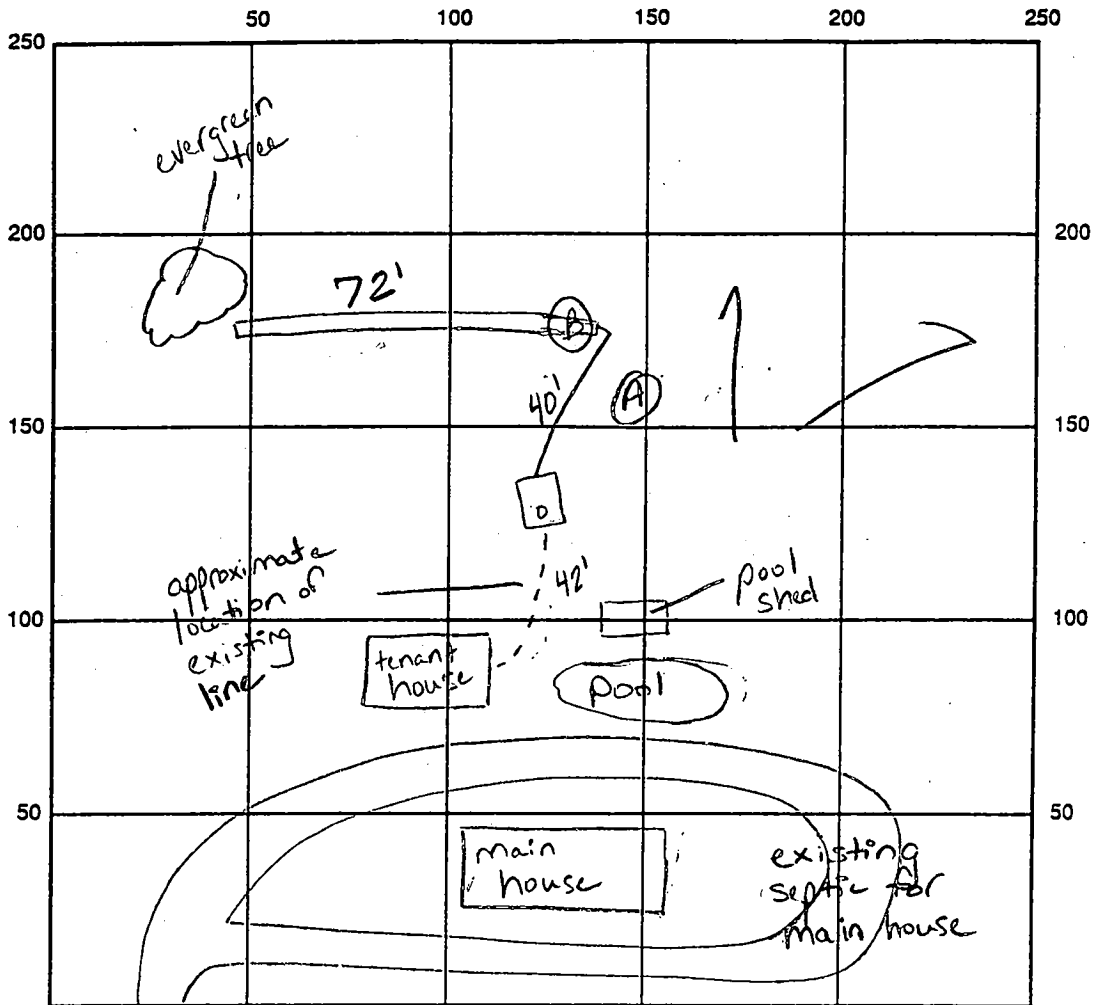 50 100 150 200 250
250
evergreen
tree
200 200
72'
B
40'
A
150 150
D
approximate
location of
existing
line
42'
pool
shed
100 100
tenant
house
pool
50 50
main
house
existing
septic for
main house